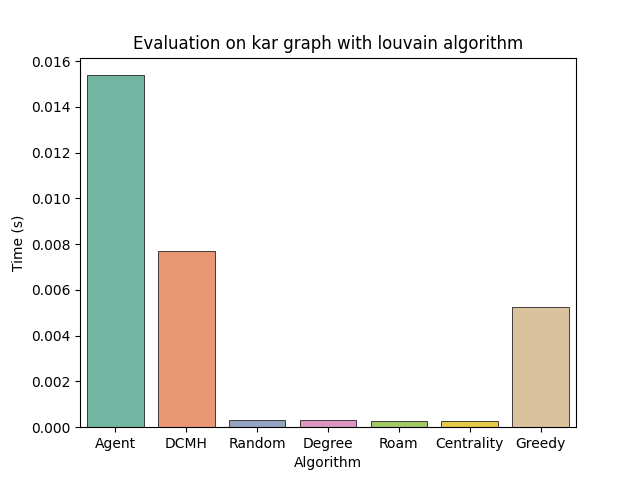 Evaluation on kar graph with louvain algorithm
0.016
0.014
0.012
0.010
0.008
0.006
0.004
0.002
0.000
Time (s)
Agent DCMH Random Degree Roam Centrality Greedy
Algorithm